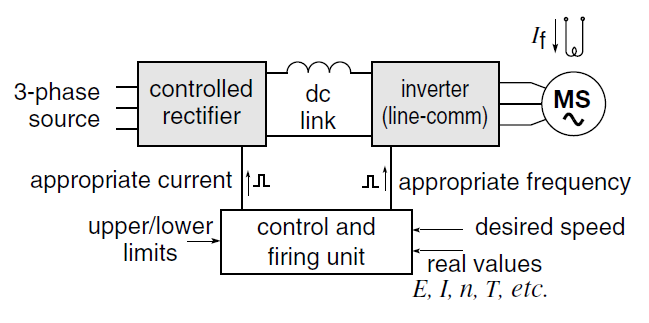 If
3-phase
source
controlled
rectifier
dc
link
inverter
(line-comm)
MS
appropriate current
appropriate frequency
upper/lower
limits
control and
firing unit
desired speed
real values
E, I, n, T, etc.